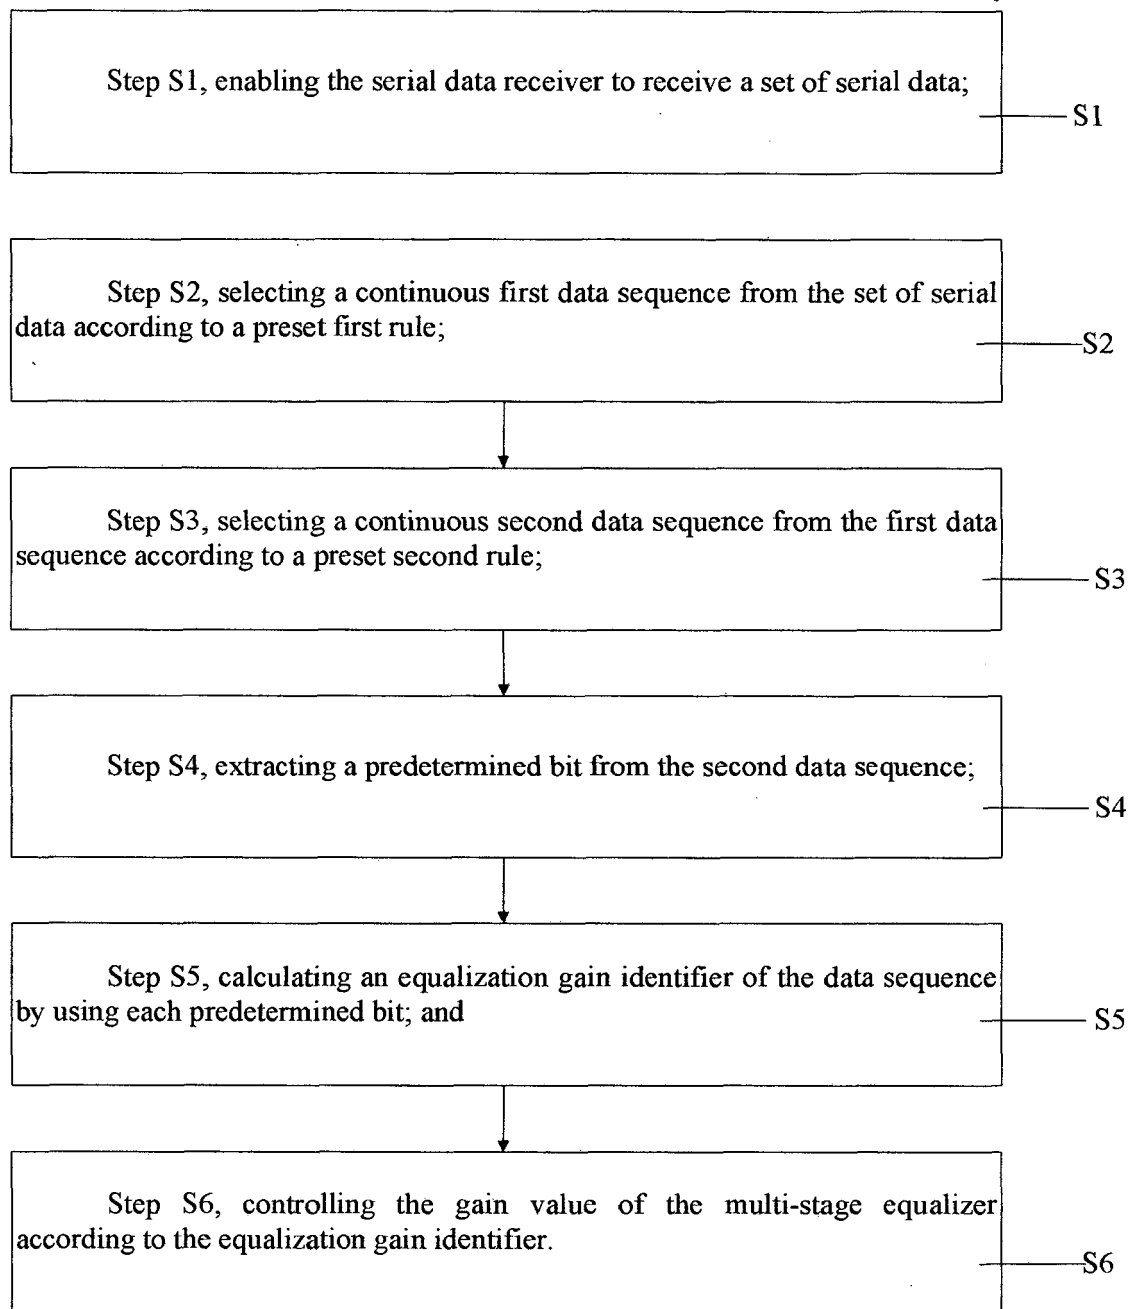 Step S1, enabling the serial data receiver to receive a set of serial data;
S1
Step S2, selecting a continuous first data sequence from the set of serial
data according to a preset first rule;
S2
Step S3, selecting a continuous second data sequence from the first data
sequence according to a preset second rule;
S3
Step S4, extracting a predetermined bit from the second data sequence;
S4
Step S5, calculating an equalization gain identifier of the data sequence
by using each predetermined bit; and
S5
Step S6, controlling the gain value of the multi-stage equalizer
according to the equalization gain identifier.
S6